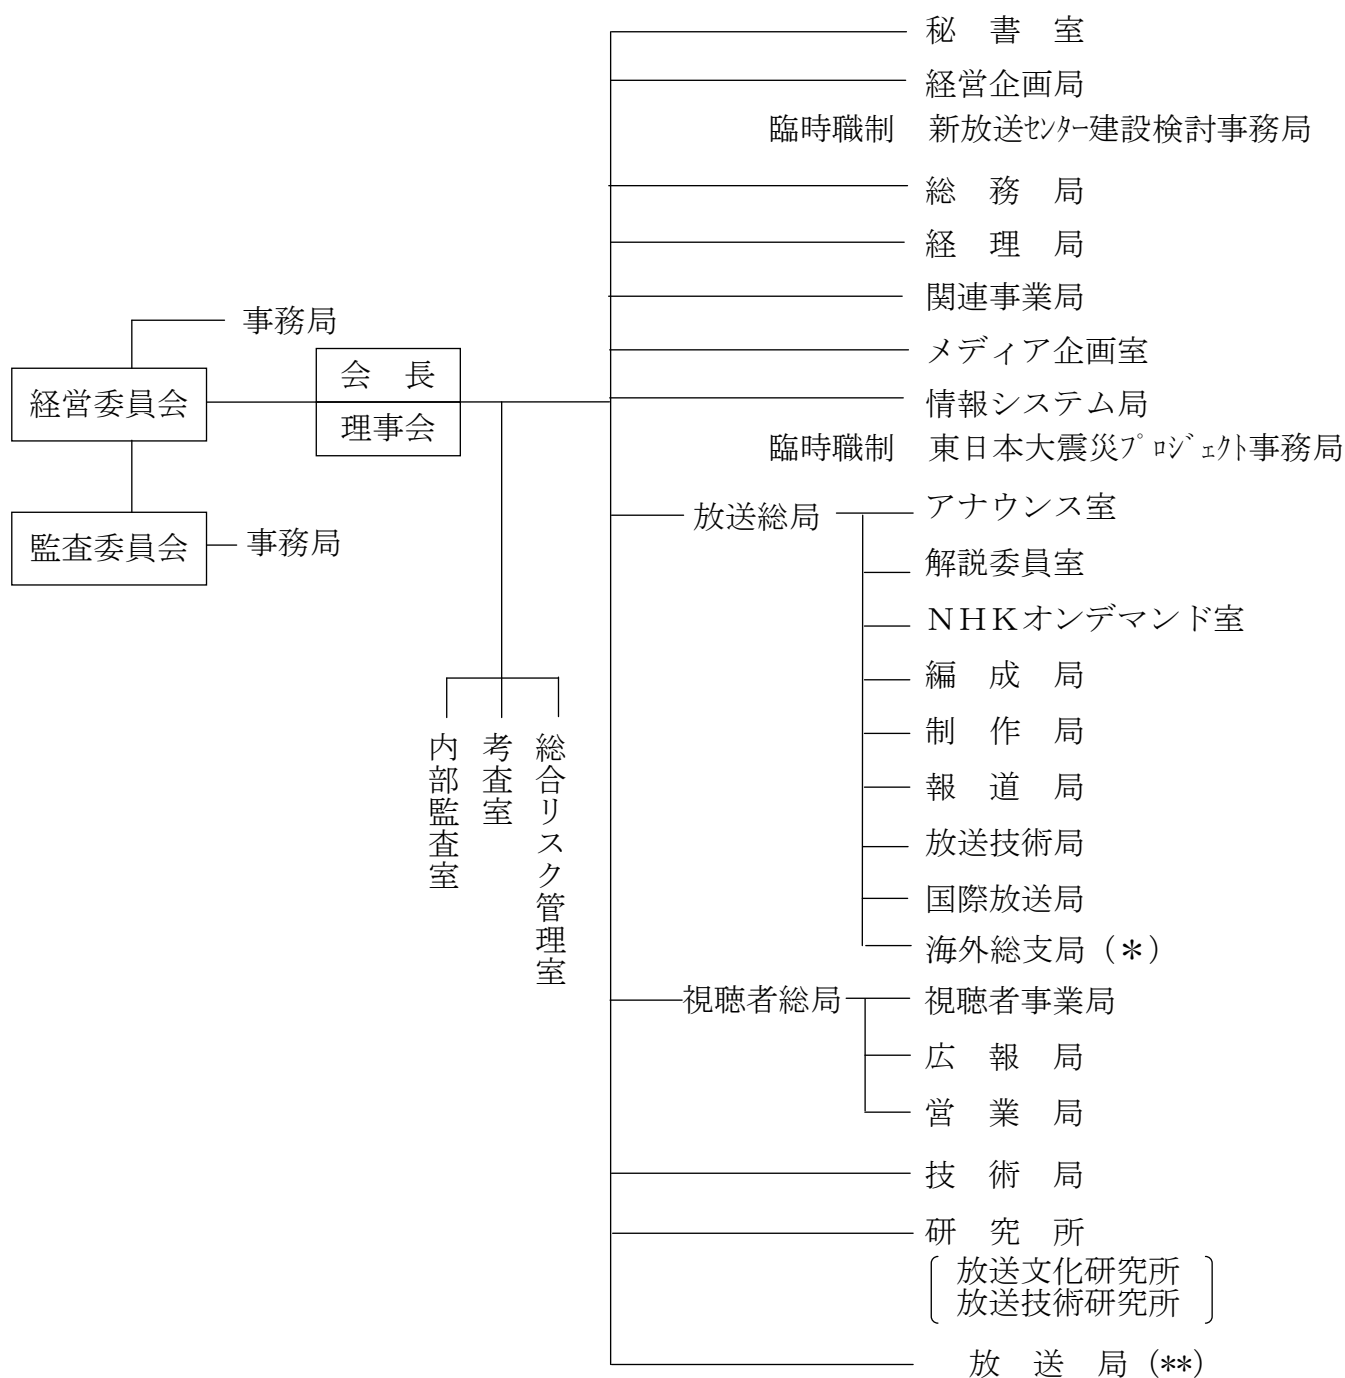 秘　書　室
経営企画局
臨時職制　新放送ｾﾝﾀｰ建設検討事務局
総　務　局
経　理　局
関連事業局
メディア企画室
情報システム局
臨時職制　東日本大震災ﾌﾟﾛｼﾞｪｸﾄ事務局
事務局
経営委員会
会　長
理事会
監査委員会
事務局
内部監査室
考査室
総合リスク管理室
放送総局
アナウンス室
解説委員室
ＮＨＫオンデマンド室
編　成　局
制　作　局
報　道　局
放送技術局
国際放送局
海外総支局（＊）
視聴者総局
視聴者事業局
広　報　局
営　業　局
技　術　局
研　究　所
放送文化研究所
放送技術研究所
放　送　局（**）